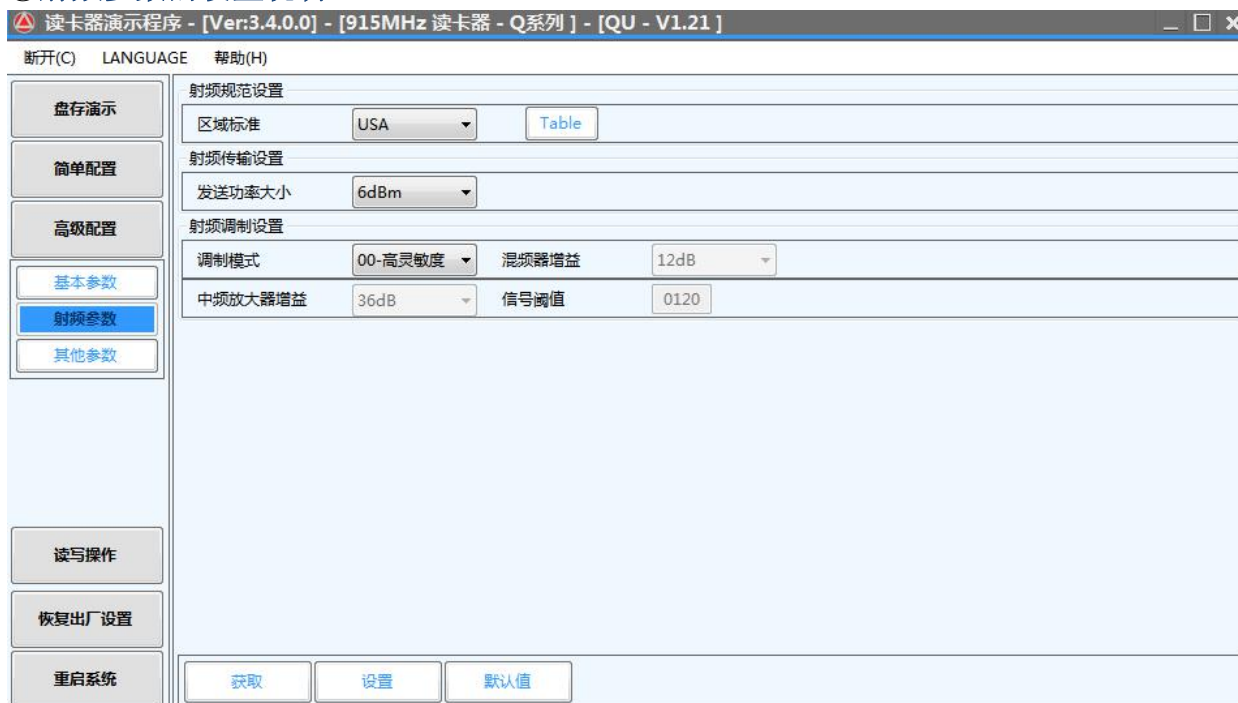 读卡器演示程序 - [Ver:3.4.0.0] - [915MHz 读卡器 - Q系列 ] - [QU - V1.21 ]
断开(C) LANGUAGE 帮助(H)
盘存演示
简单配置
高级配置
基本参数
射频参数
其他参数
读写操作
恢复出厂设置
重启系统
射频规范设置
区域标准 USA Table
射频传输设置
发送功率大小 6dBm
射频调制设置
调制模式 00-高灵敏度 混频器增益 12dB
中频放大器增益 36dB 信号阈值 0120
获取 设置 默认值